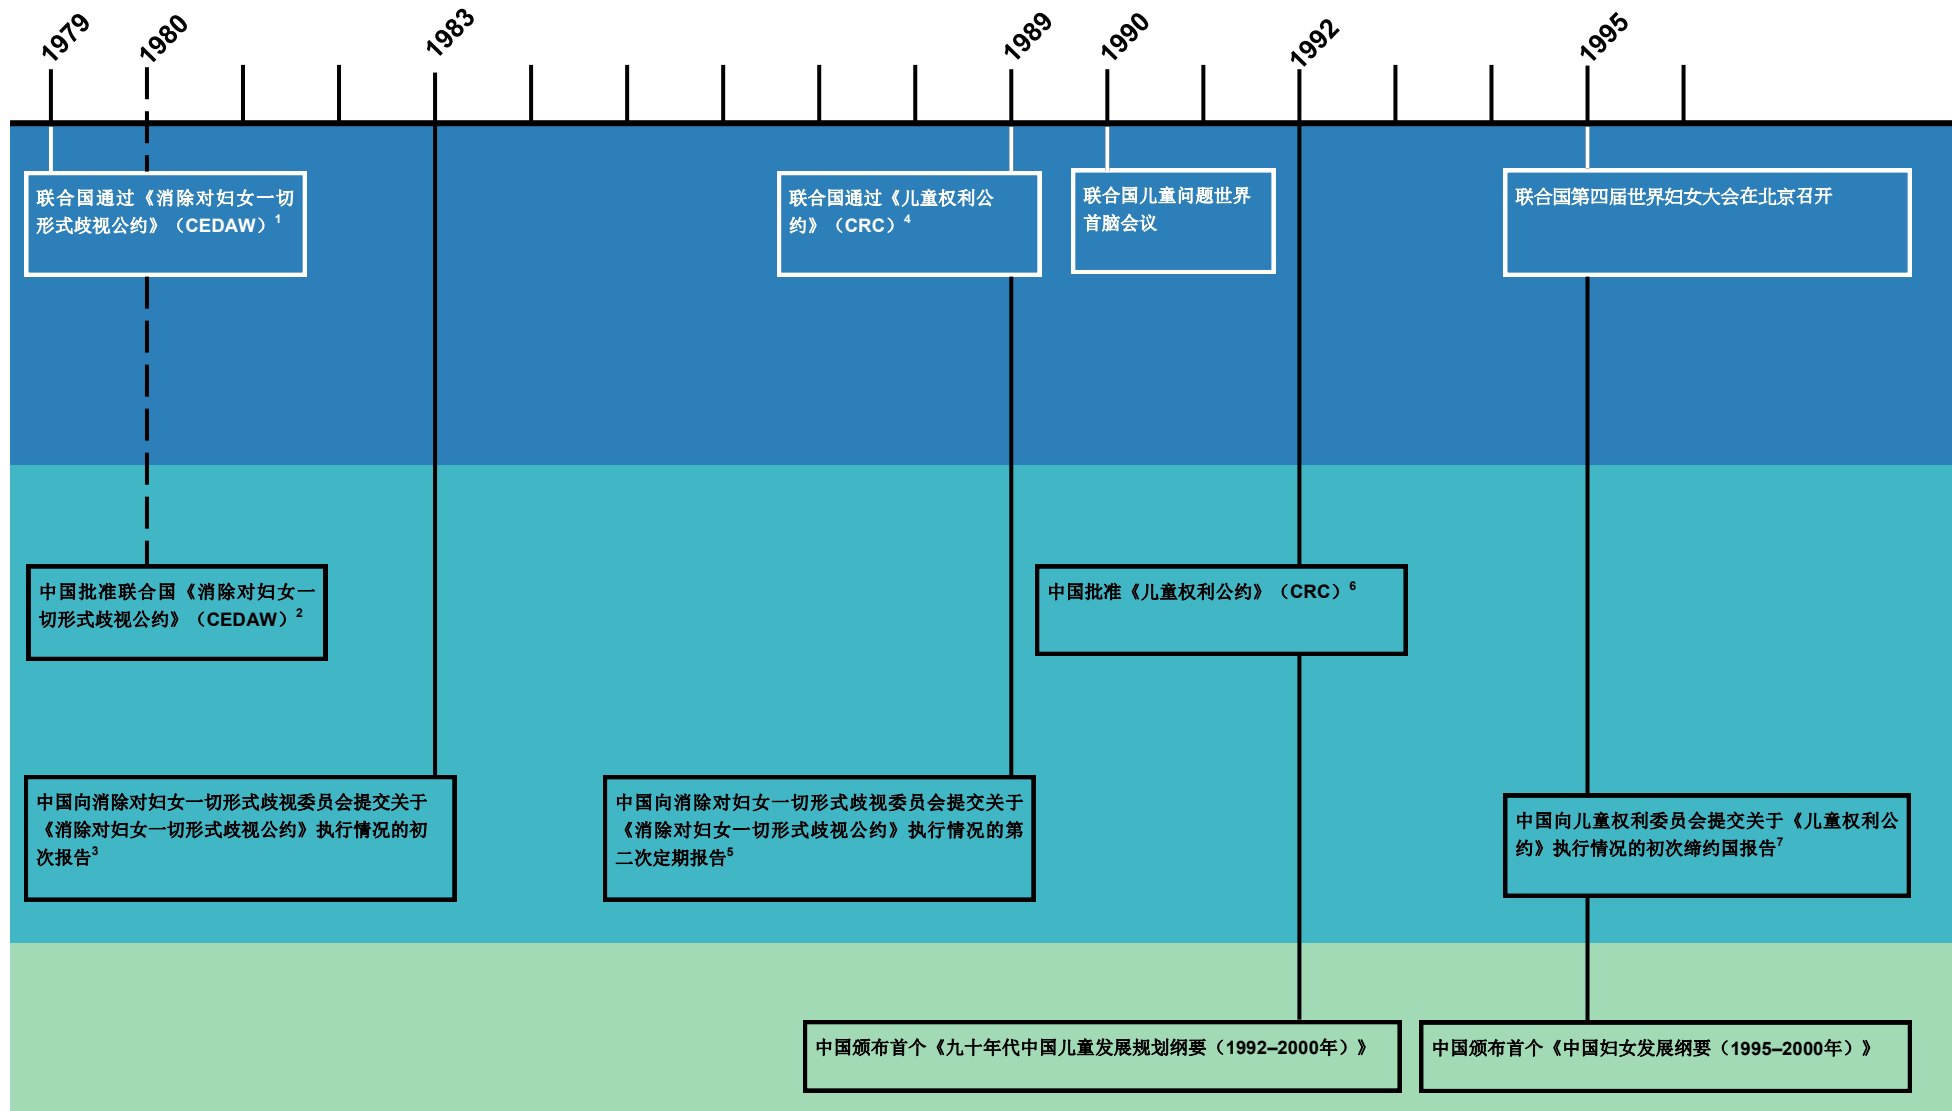 1979
1980
1983
1989
1990
1992
1995
联合国通过《消除对妇女一切
形式歧视公约》（CEDAW）1
联合国通过《儿童权利公
约》（CRC）4
联合国儿童问题世界
首脑会议
联合国第四届世界妇女大会在北京召开
中国批准联合国《消除对妇女一
切形式歧视公约》（CEDAW）2
中国批准《儿童权利公约》（CRC）6
中国向消除对妇女一切形式歧视委员会提交关于
《消除对妇女一切形式歧视公约》执行情况的初
次报告3
中国向消除对妇女一切形式歧视委员会提交关于
《消除对妇女一切形式歧视公约》执行情况的第
二次定期报告5
中国向儿童权利委员会提交关于《儿童权利公
约》执行情况的初次缔约国报告7
中国颁布首个《九十年代中国儿童发展规划纲要（1992–2000年）》
中国颁布首个《中国妇女发展纲要（1995–2000年）》